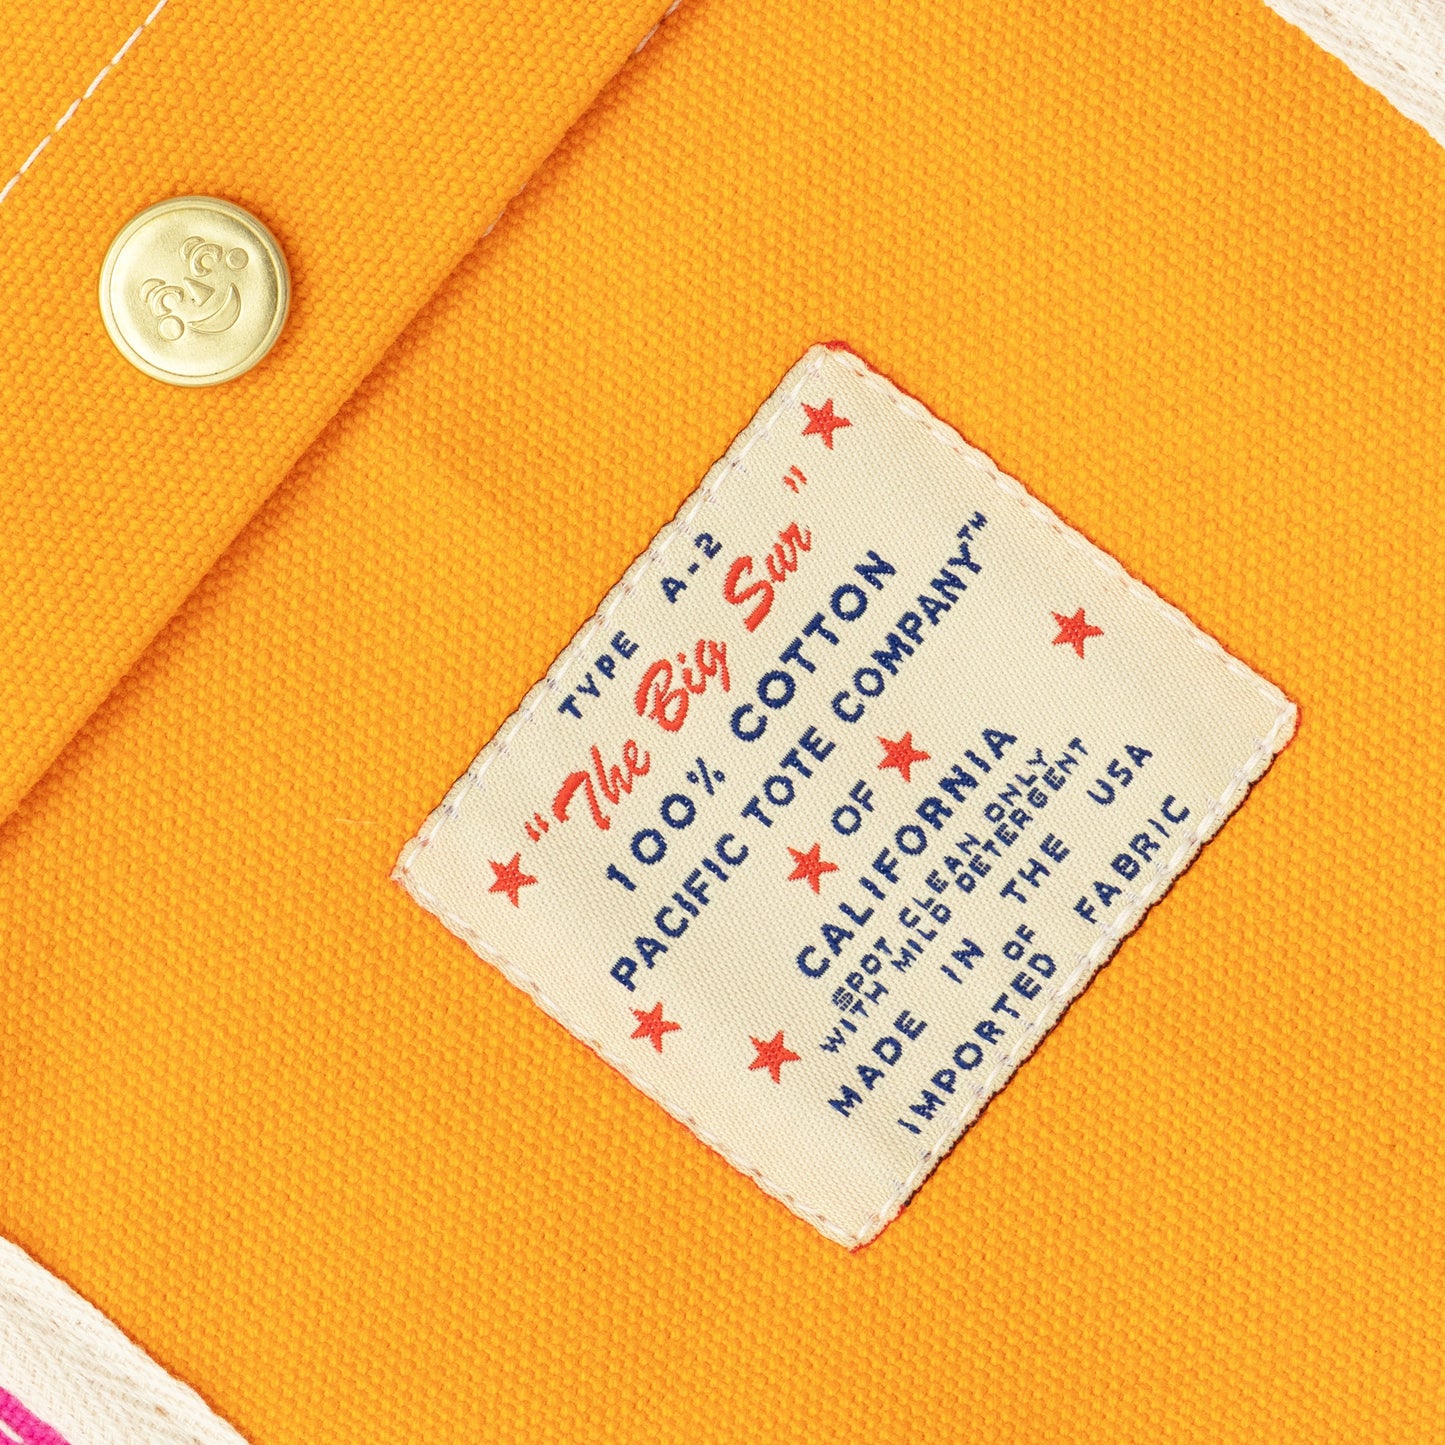 TYPE A-2
"The Big Sur"
100% COTTON
PACIFIC TOTE COMPANY™
OF
CALIFORNIA
SPOT CLEAN ONLY
WITH MILD DETERGENT
MADE IN THE USA
IMPORTED OF FABRIC